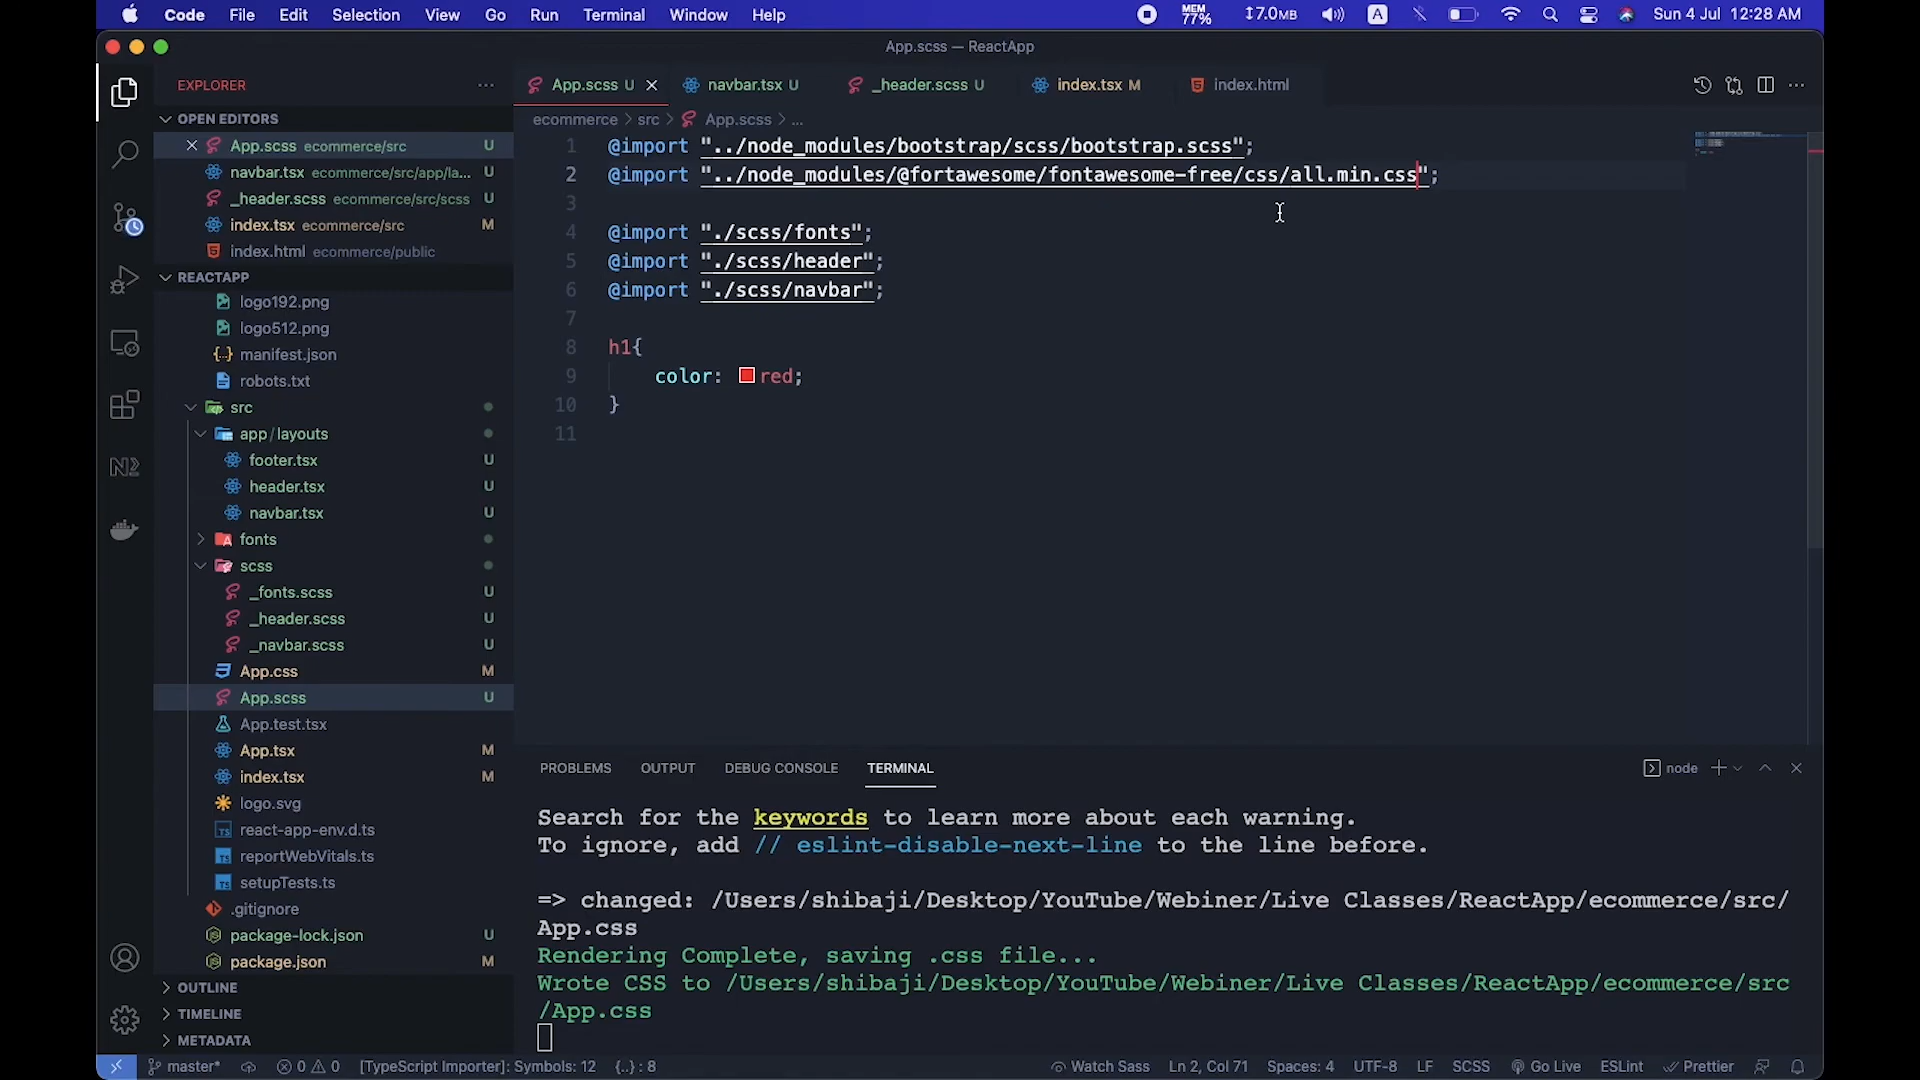 Code File Edit Selection View Go Run Terminal Window Help MEM 77% 7.0MB A Sun 4 Jul 12:28 AM
App.scss — ReactApp
EXPLORER
App.scss U navbar.tsx U _header.scss U index.tsx M index.html
OPEN EDITORS
ecommerce > src > App.scss > ...
App.scss ecommerce/src U
navbar.tsx ecommerce/src/app/la... U
_header.scss ecommerce/src/scss U
index.tsx ecommerce/src M
index.html ecommerce/public
REACTAPP
logo192.png
logo512.png
manifest.json
robots.txt
src
app/layouts
footer.tsx U
header.tsx U
navbar.tsx U
fonts
scss
_fonts.scss U
_header.scss U
_navbar.scss U
App.css M
App.scss U
App.test.tsx
App.tsx M
index.tsx M
logo.svg
react-app-env.d.ts
reportWebVitals.ts
setupTests.ts
.gitignore
package-lock.json U
package.json M
OUTLINE
TIMELINE
METADATA
1 @import "../node_modules/bootstrap/scss/bootstrap.scss";
2 @import "../node_modules/@fortawesome/fontawesome-free/css/all.min.css";
3
4 @import "./scss/fonts";
5 @import "./scss/header";
6 @import "./scss/navbar";
7
8 h1{
9 color: red;
10 }
11
PROBLEMS OUTPUT DEBUG CONSOLE TERMINAL node
Search for the keywords to learn more about each warning.
To ignore, add // eslint-disable-next-line to the line before.
=> changed: /Users/shibaji/Desktop/YouTube/Webiner/Live Classes/ReactApp/ecommerce/src/
App.css
Rendering Complete, saving .css file...
Wrote CSS to /Users/shibaji/Desktop/YouTube/Webiner/Live Classes/ReactApp/ecommerce/src
/App.css
master* 0 0 [TypeScript Importer]: Symbols: 12 {..} : 8 Watch Sass Ln 2, Col 71 Spaces: 4 UTF-8 LF SCSS Go Live ESLint Prettier